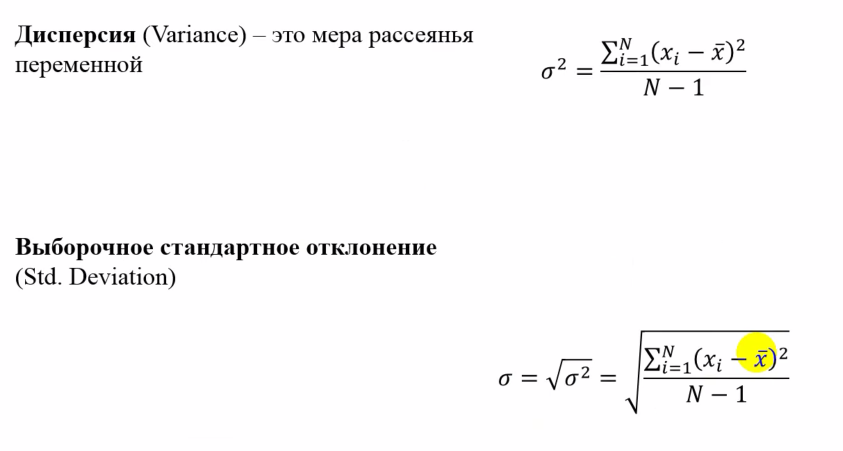 Дисперсия (Variance) – это мера рассеянья
переменной
σ² = ∑ᵢ₌₁ᴺ(xᵢ − x̄)² / N − 1
Выборочное стандартное отклонение
(Std. Deviation)
σ = √σ² = √∑ᵢ₌₁ᴺ(xᵢ − x̄)² / N − 1